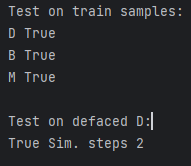 Test on train samples:
D True
B True
M True
Test on defaced D:
True Sim. steps 2